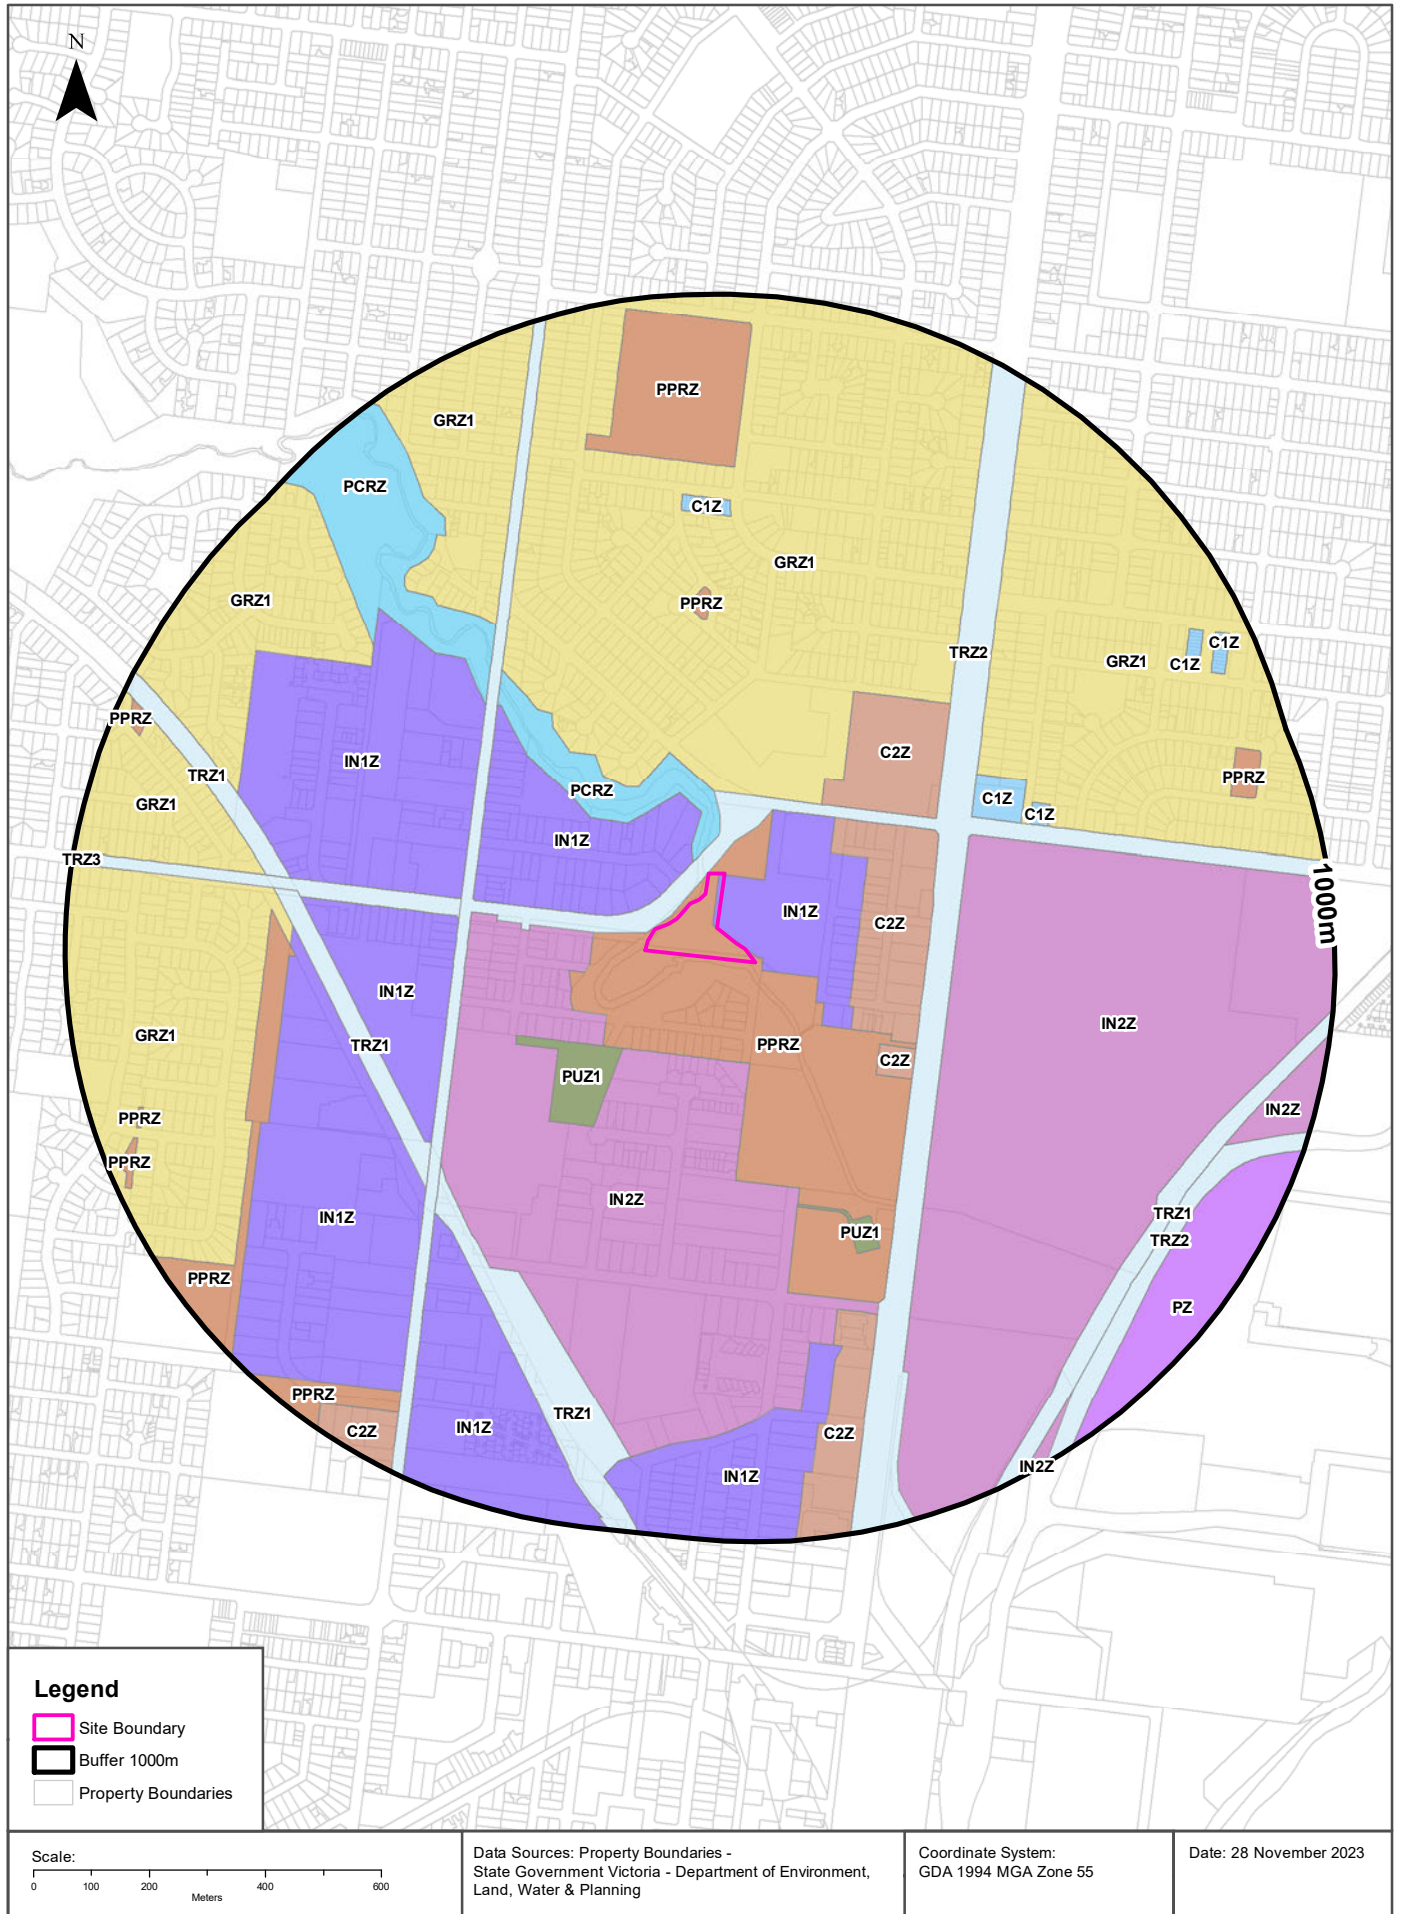 N
PPRZ
GRZ1
PCRZ
C1Z
GRZ1
PPRZ
GRZ1
C1Z
TRZ2
GRZ1
C1Z
PPRZ
C2Z
IN1Z
TRZ1
PPRZ
PCRZ
C1Z
GRZ1
C1Z
IN1Z
TRZ3
1000m
IN1Z
C2Z
IN1Z
IN2Z
GRZ1
TRZ1
PPRZ
C2Z
PUZ1
IN2Z
PPRZ
PPRZ
IN2Z
TRZ1
IN1Z
PUZ1
TRZ2
PPRZ
PZ
PPRZ
TRZ1
C2Z
IN1Z
C2Z
IN2Z
IN1Z
Legend
Site Boundary
Buffer 1000m
Property Boundaries
Scale:
0 100 200 400 600
Meters
Data Sources: Property Boundaries -
State Government Victoria - Department of Environment,
Land, Water & Planning
Coordinate System:
GDA 1994 MGA Zone 55
Date: 28 November 2023